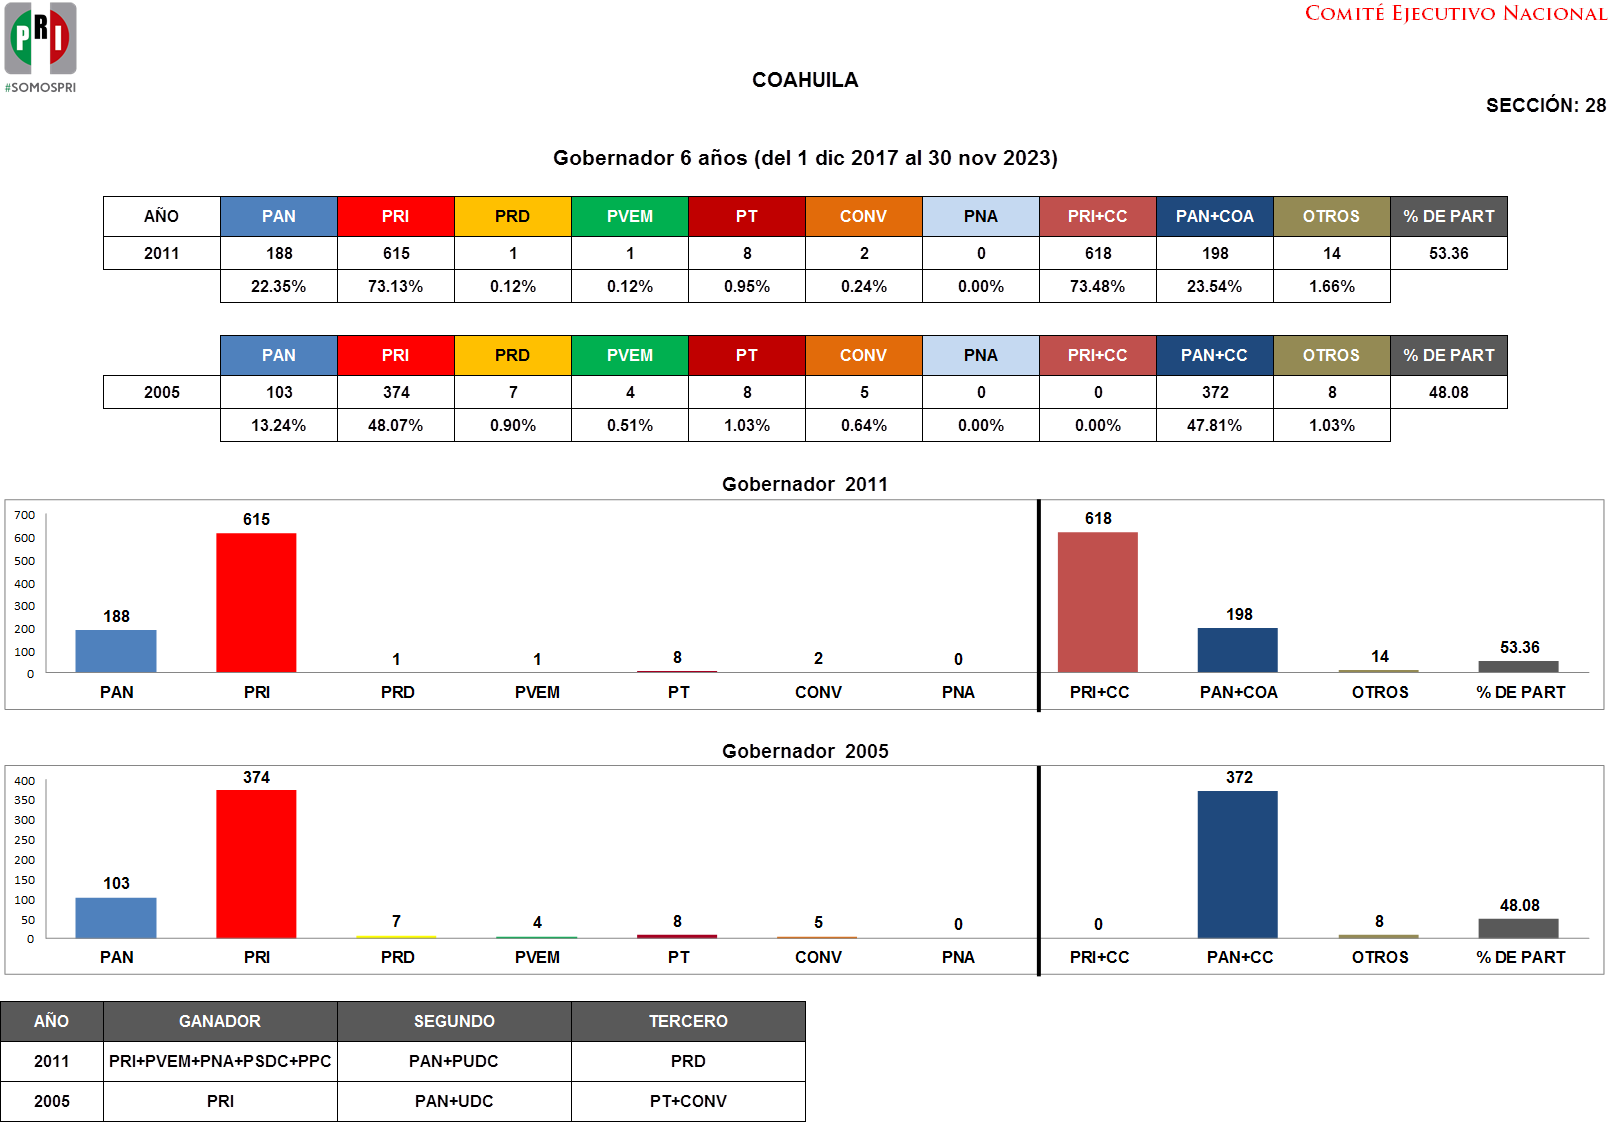 PRI
#SOMOSPRI
COMITÉ EJECUTIVO NACIONAL
COAHUILA
SECCIÓN: 28
Gobernador 6 años (del 1 dic 2017 al 30 nov 2023)
AÑO PAN PRI PRD PVEM PT CONV PNA PRI+CC PAN+COA OTROS % DE PART
2011 188 615 1 1 8 2 0 618 198 14 53.36
22.35% 73.13% 0.12% 0.12% 0.95% 0.24% 0.00% 73.48% 23.54% 1.66%
PAN PRI PRD PVEM PT CONV PNA PRI+CC PAN+CC OTROS % DE PART
2005 103 374 7 4 8 5 0 0 372 8 48.08
13.24% 48.07% 0.90% 0.51% 1.03% 0.64% 0.00% 0.00% 47.81% 1.03%
Gobernador 2011
700
600
500
400
300
200
100
0
188 615 1 1 8 2 0 618 198 14 53.36
PAN PRI PRD PVEM PT CONV PNA PRI+CC PAN+COA OTROS % DE PART
Gobernador 2005
400
350
300
250
200
150
100
50
0
103 374 7 4 8 5 0 0 372 8 48.08
PAN PRI PRD PVEM PT CONV PNA PRI+CC PAN+CC OTROS % DE PART
AÑO GANADOR SEGUNDO TERCERO
2011 PRI+PVEM+PNA+PSDC+PPC PAN+PUDC PRD
2005 PRI PAN+UDC PT+CONV